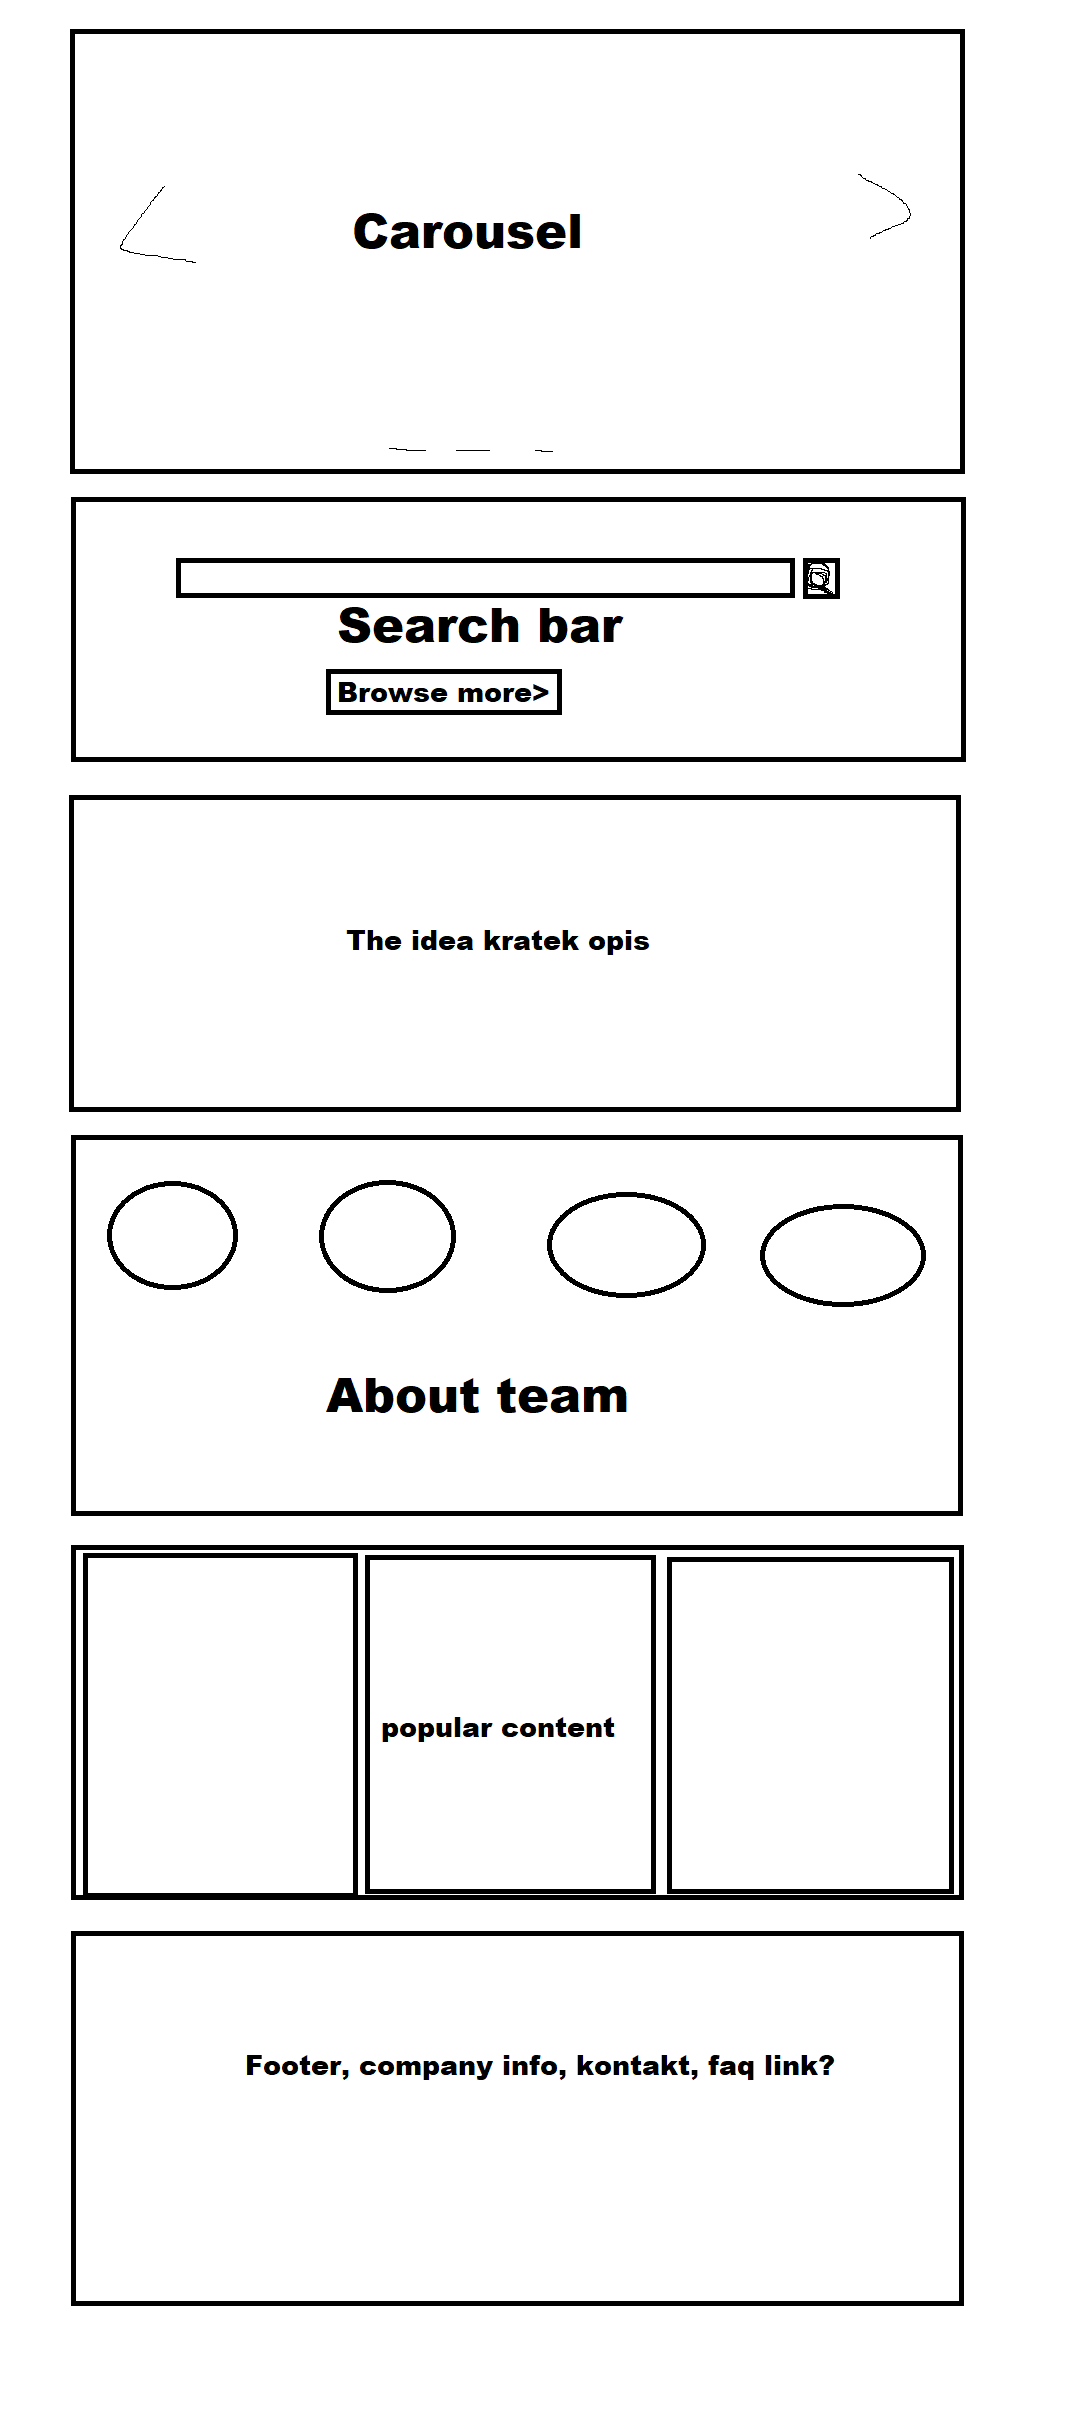 Carousel
Search bar
Browse more>
The idea kratek opis
About team
popular content
Footer, company info, kontakt, faq link?